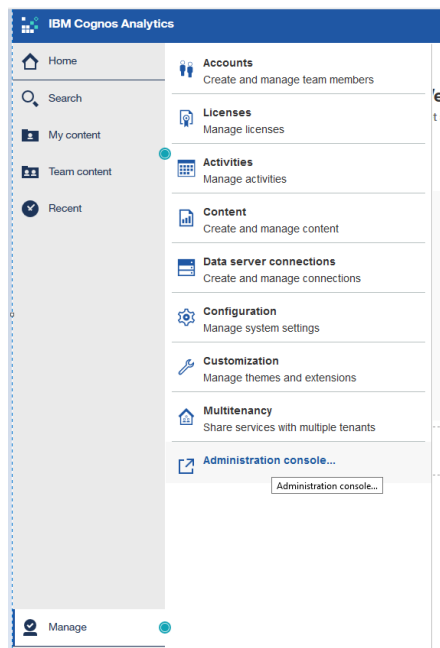 IBM Cognos Analytics
Home
Search
My content
Team content
Recent
Manage
Accounts
Create and manage team members
Licenses
Manage licenses
Activities
Manage activities
Content
Create and manage content
Data server connections
Create and manage connections
Configuration
Manage system settings
Customization
Manage themes and extensions
Multitenancy
Share services with multiple tenants
Administration console...
Administration console...